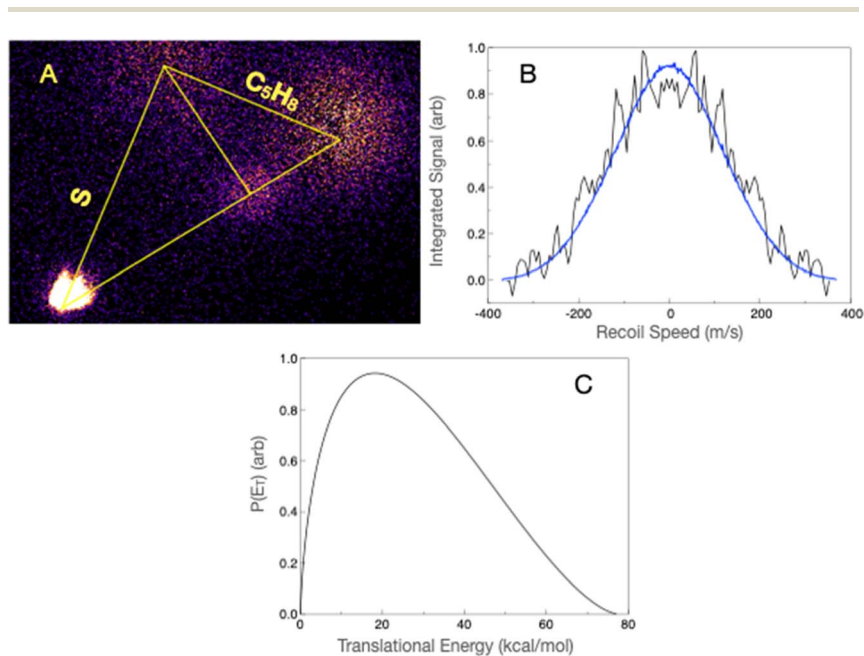 A
C₅H₈
S
B
Integrated Signal (arb)
1.0
0.8
0.6
0.4
0.2
0.0
-400
-200
0
200
400
Recoil Speed (m/s)
C
P(E_T) (arb)
1.0
0.8
0.6
0.4
0.2
0.0
0
20
40
60
80
Translational Energy (kcal/mol)